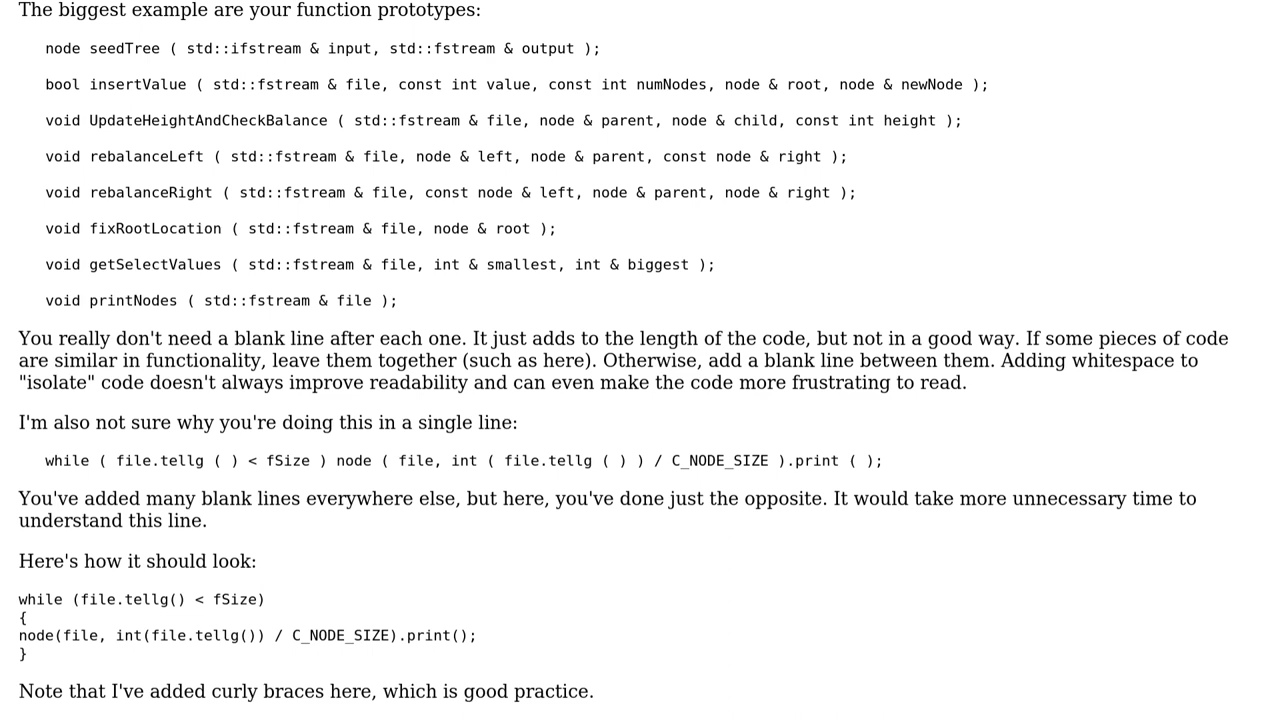 The biggest example are your function prototypes:
node seedTree ( std::ifstream & input, std::fstream & output );
bool insertValue ( std::fstream & file, const int value, const int numNodes, node & root, node & newNode );
void UpdateHeightAndCheckBalance ( std::fstream & file, node & parent, node & child, const int height );
void rebalanceLeft ( std::fstream & file, node & left, node & parent, const node & right );
void rebalanceRight ( std::fstream & file, const node & left, node & parent, node & right );
void fixRootLocation ( std::fstream & file, node & root );
void getSelectValues ( std::fstream & file, int & smallest, int & biggest );
void printNodes ( std::fstream & file );
You really don't need a blank line after each one. It just adds to the length of the code, but not in a good way. If some pieces of code
are similar in functionality, leave them together (such as here). Otherwise, add a blank line between them. Adding whitespace to
"isolate" code doesn't always improve readability and can even make the code more frustrating to read.
I'm also not sure why you're doing this in a single line:
while ( file.tellg ( ) < fSize ) node ( file, int ( file.tellg ( ) ) / C_NODE_SIZE ).print ( );
You've added many blank lines everywhere else, but here, you've done just the opposite. It would take more unnecessary time to
understand this line.
Here's how it should look:
while (file.tellg() < fSize)
{
node(file, int(file.tellg()) / C_NODE_SIZE).print();
}
Note that I've added curly braces here, which is good practice.